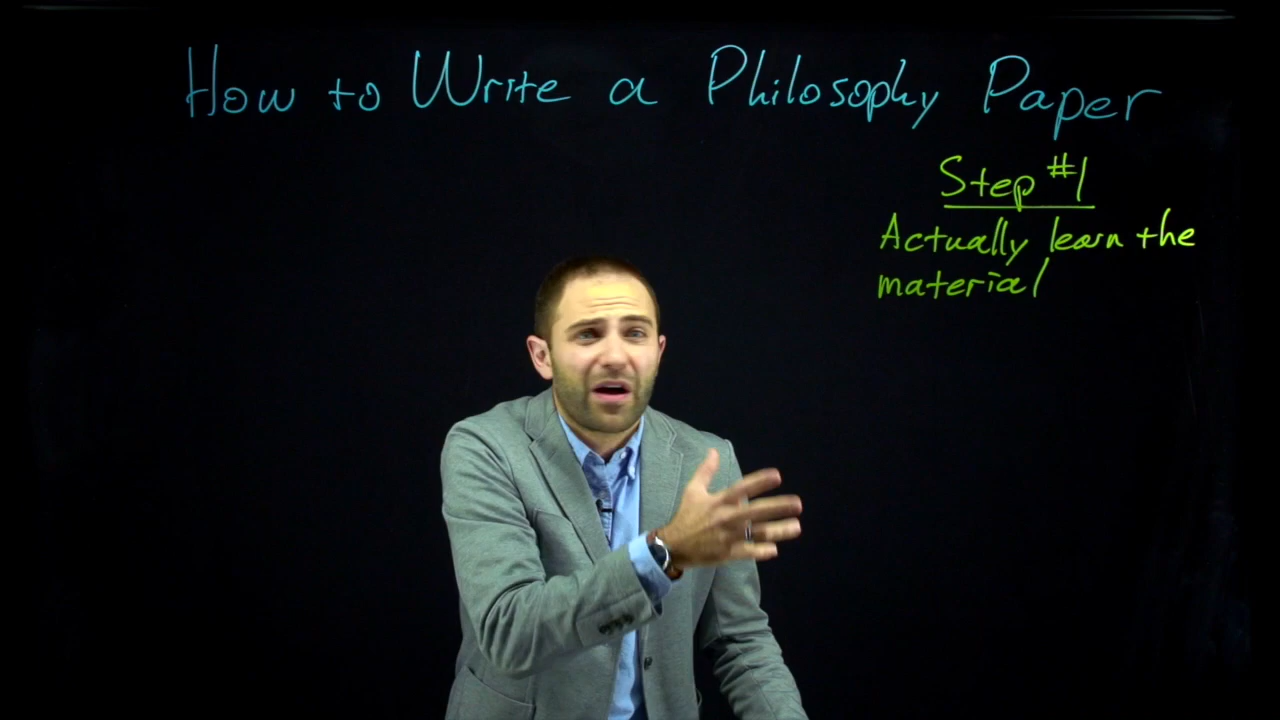 How to Write a Philosophy Paper
Step #1
Actually learn the
material